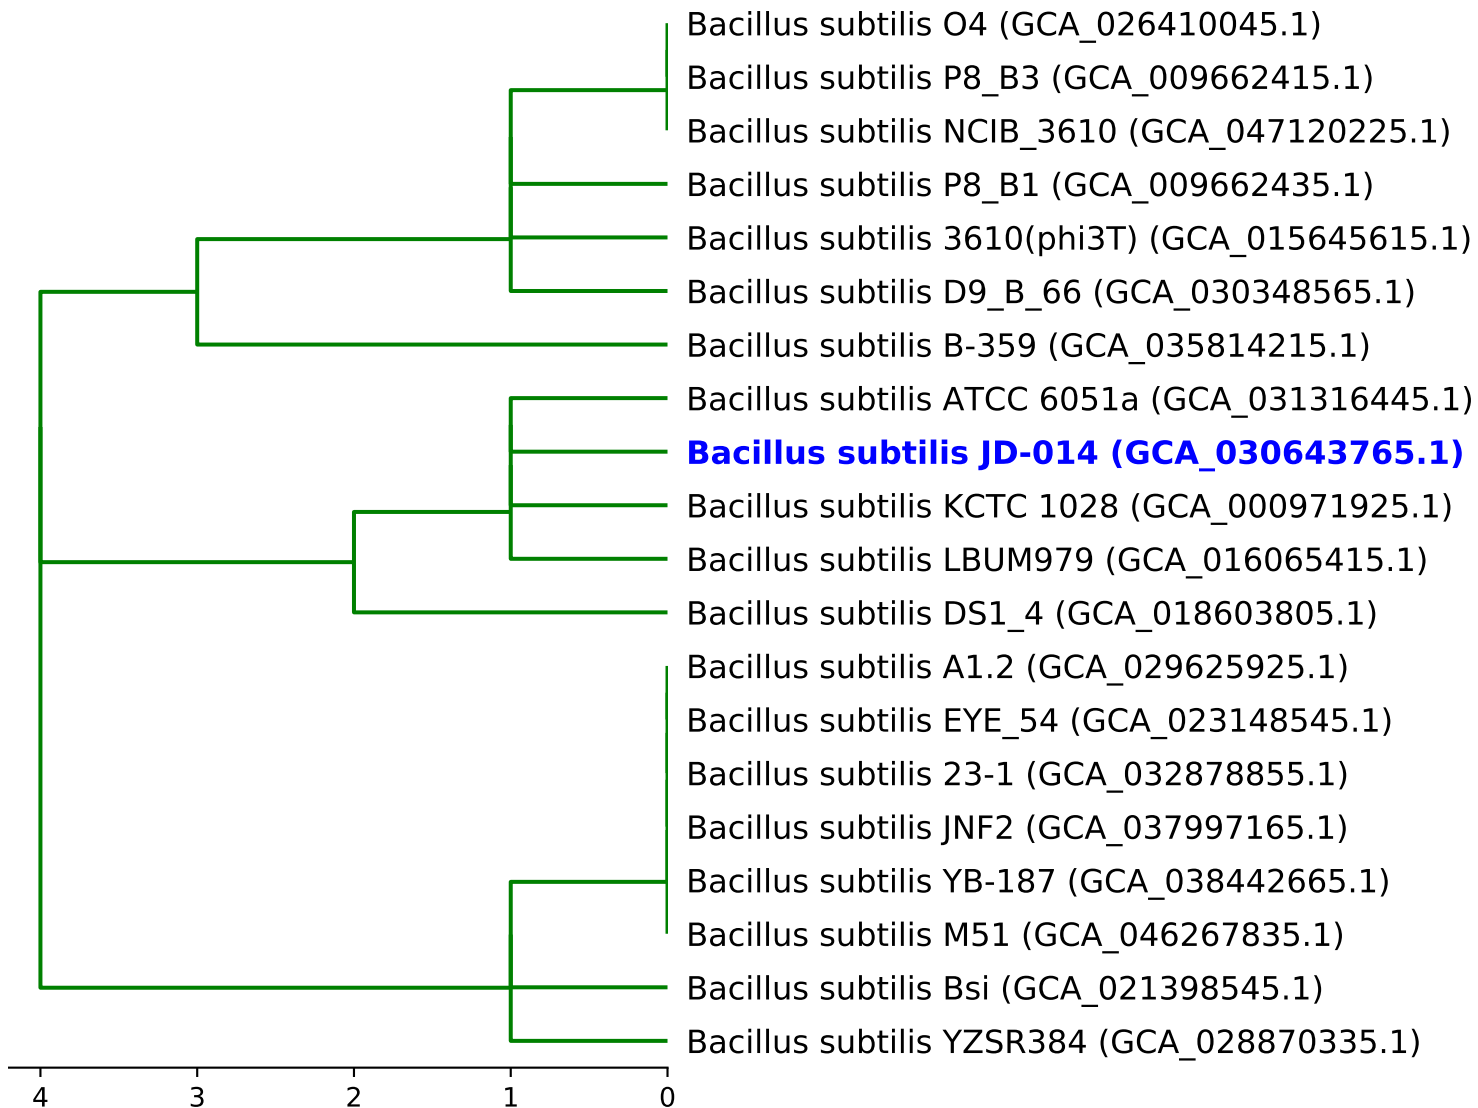 Bacillus subtilis O4 (GCA_026410045.1)
Bacillus subtilis P8_B3 (GCA_009662415.1)
Bacillus subtilis NCIB_3610 (GCA_047120225.1)
Bacillus subtilis P8_B1 (GCA_009662435.1)
Bacillus subtilis 3610(phi3T) (GCA_015645615.1)
Bacillus subtilis D9_B_66 (GCA_030348565.1)
Bacillus subtilis B-359 (GCA_035814215.1)
Bacillus subtilis ATCC 6051a (GCA_031316445.1)
Bacillus subtilis JD-014 (GCA_030643765.1)
Bacillus subtilis KCTC 1028 (GCA_000971925.1)
Bacillus subtilis LBUM979 (GCA_016065415.1)
Bacillus subtilis DS1_4 (GCA_018603805.1)
Bacillus subtilis A1.2 (GCA_029625925.1)
Bacillus subtilis EYE_54 (GCA_023148545.1)
Bacillus subtilis 23-1 (GCA_032878855.1)
Bacillus subtilis JNF2 (GCA_037997165.1)
Bacillus subtilis YB-187 (GCA_038442665.1)
Bacillus subtilis M51 (GCA_046267835.1)
Bacillus subtilis Bsi (GCA_021398545.1)
Bacillus subtilis YZSR384 (GCA_028870335.1)
4 3 2 1 0